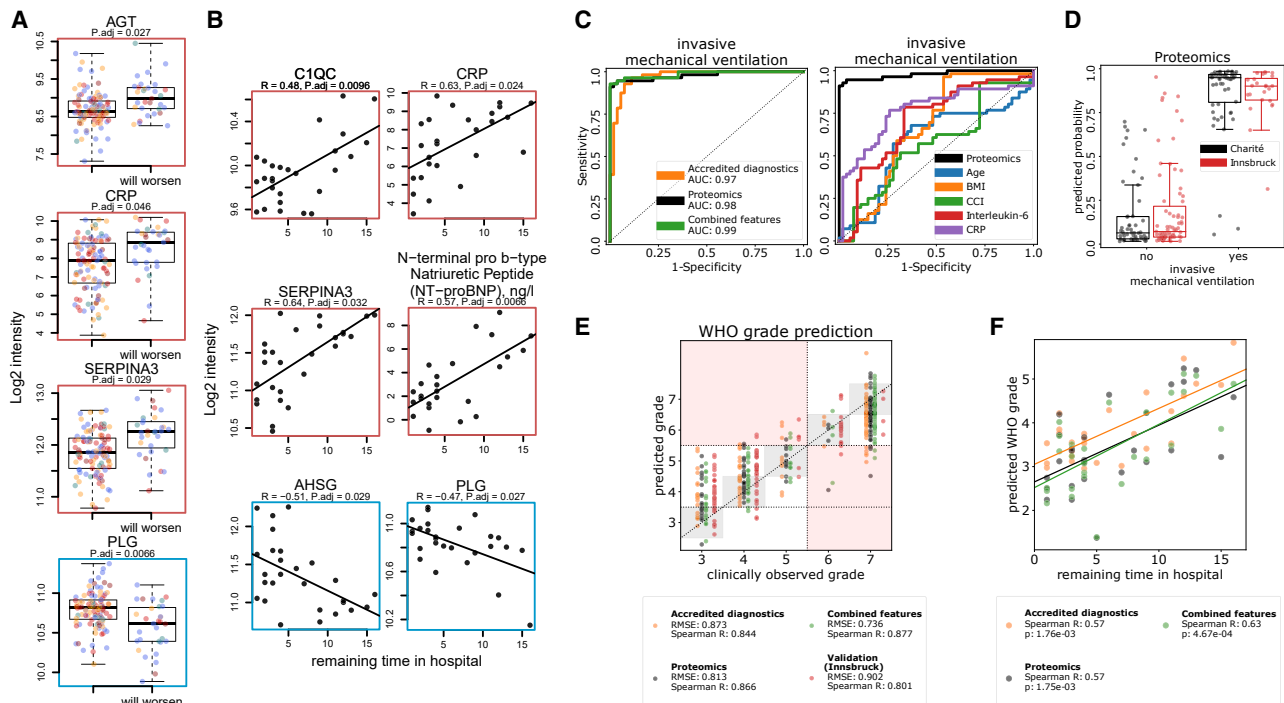 A
AGT
P.adj = 0.027
10.5
9.5
8.5
7.5
will worsen
CRP
P.adj = 0.046
10
9
8
7
6
5
4
will worsen
Log2 intensity
SERPINA3
P.adj = 0.029
13.0
12.0
11.0
will worsen
PLG
P.adj = 0.0066
11.0
10.5
10.0
will worsen
B
C1QC
R = 0.48, P.adj = 0.0096
10.4
10.0
9.6
5 10 15
CRP
R = 0.63, P.adj = 0.024
10
9
8
7
6
5
4
5 10 15
SERPINA3
R = 0.64, P.adj = 0.032
12.0
11.5
11.0
10.5
5 10 15
N−terminal pro b−type
Natriuretic Peptide
(NT−proBNP), ng/l
R = 0.57, P.adj = 0.0066
8
6
4
2
0
5 10 15
Log2 intensity
AHSG
R = −0.51, P.adj = 0.029
12.0
11.5
11.0
5 10 15
PLG
R = −0.47, P.adj = 0.027
11.0
10.6
10.2
5 10 15
remaining time in hospital
C
invasive
mechanical ventilation
Sensitivity
1.0
0.75
0.5
0.25
0.0
Accredited diagnostics
AUC: 0.97
Proteomics
AUC: 0.98
Combined features
AUC: 0.99
0.25 0.5 0.75 1.0
1-Specificity
invasive
mechanical ventilation
1.0
0.75
0.5
0.25
0.0
Proteomics
Age
BMI
CCI
Interleukin-6
CRP
0.25 0.5 0.75 1.0
1-Specificity
D
Proteomics
predicted probability
1.0
0.75
0.5
0.25
0.0
Charité
Innsbruck
no yes
invasive
mechanical ventilation
E
WHO grade prediction
predicted grade
7
6
5
4
3
3 4 5 6 7
clinically observed grade
Accredited diagnostics
RMSE: 0.873
Spearman R: 0.844
Combined features
RMSE: 0.736
Spearman R: 0.877
Proteomics
RMSE: 0.813
Spearman R: 0.866
Validation
(Innsbruck)
RMSE: 0.902
Spearman R: 0.801
F
predicted WHO grade
5
4
3
2
0 5 10 15
remaining time in hospital
Accredited diagnostics
Spearman R: 0.57
p: 1.76e-03
Combined features
Spearman R: 0.63
p: 4.67e-04
Proteomics
Spearman R: 0.57
p: 1.75e-03